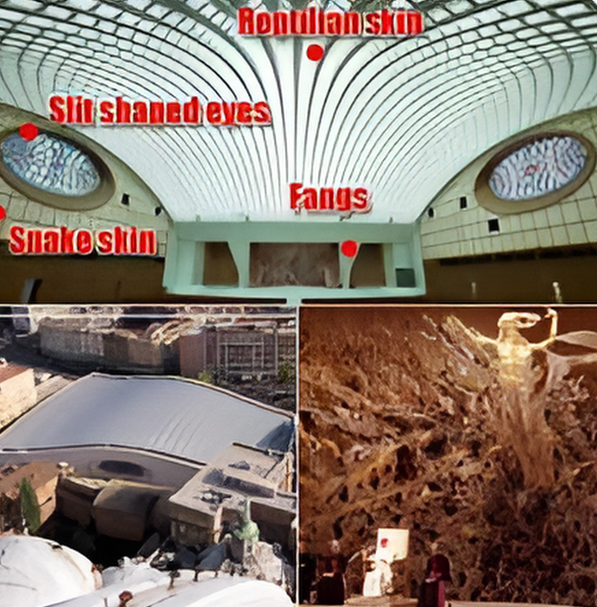 Reptilian skin
Slit shaped eyes
Fangs
Snake skin